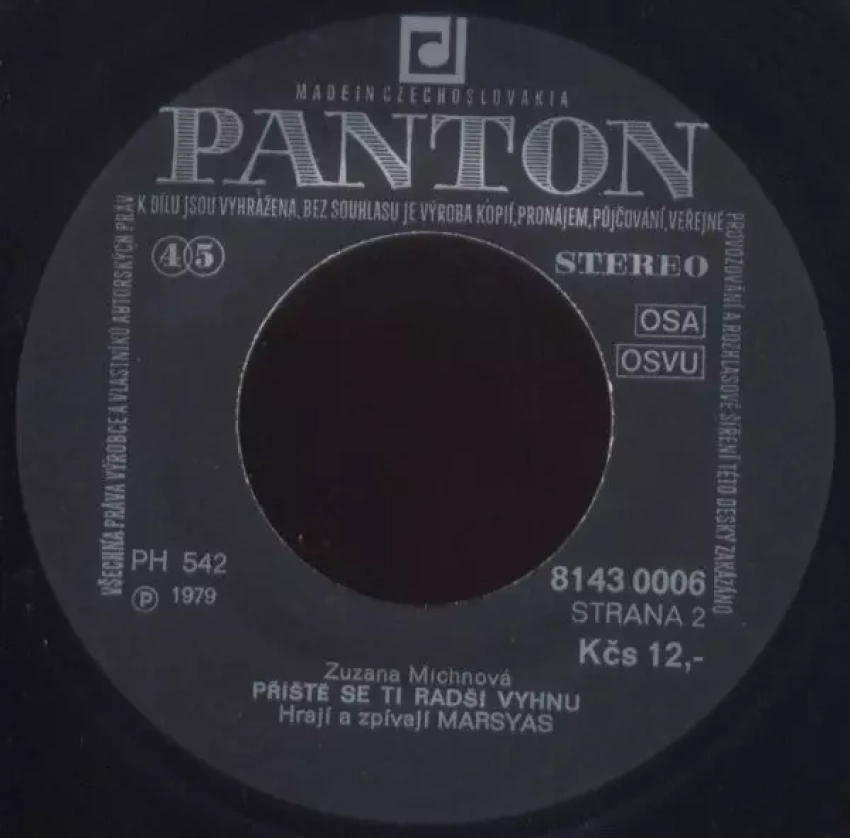 MADE IN CZECHOSLOVAKIA
PANTON
VŠECHNA PRÁVA VÝROBCE A VLASTNÍKŮ AUTORSKÝCH PRÁV
K DÍLU JSOU VYHRÁŽENA. BEZ SOUHLASU JE VÝROBA KOPIÍ, PRONÁJEM, PŮJČOVÁNÍ, VEŘEJNÉ
PROVOZOVÁNÍ A ROZHLASOVÉ ŠÍŘENÍ TÉTO DESKY ZAKÁZÁNO
45
STEREO
OSA
OSVU
PH 542
Ⓟ 1979
8143 0006
STRANA 2
Kčs 12,-
Zuzana Michnová
PŘIŠTĚ SE TI RADŠI VYHNU
Hrají a zpívají MARSYAS